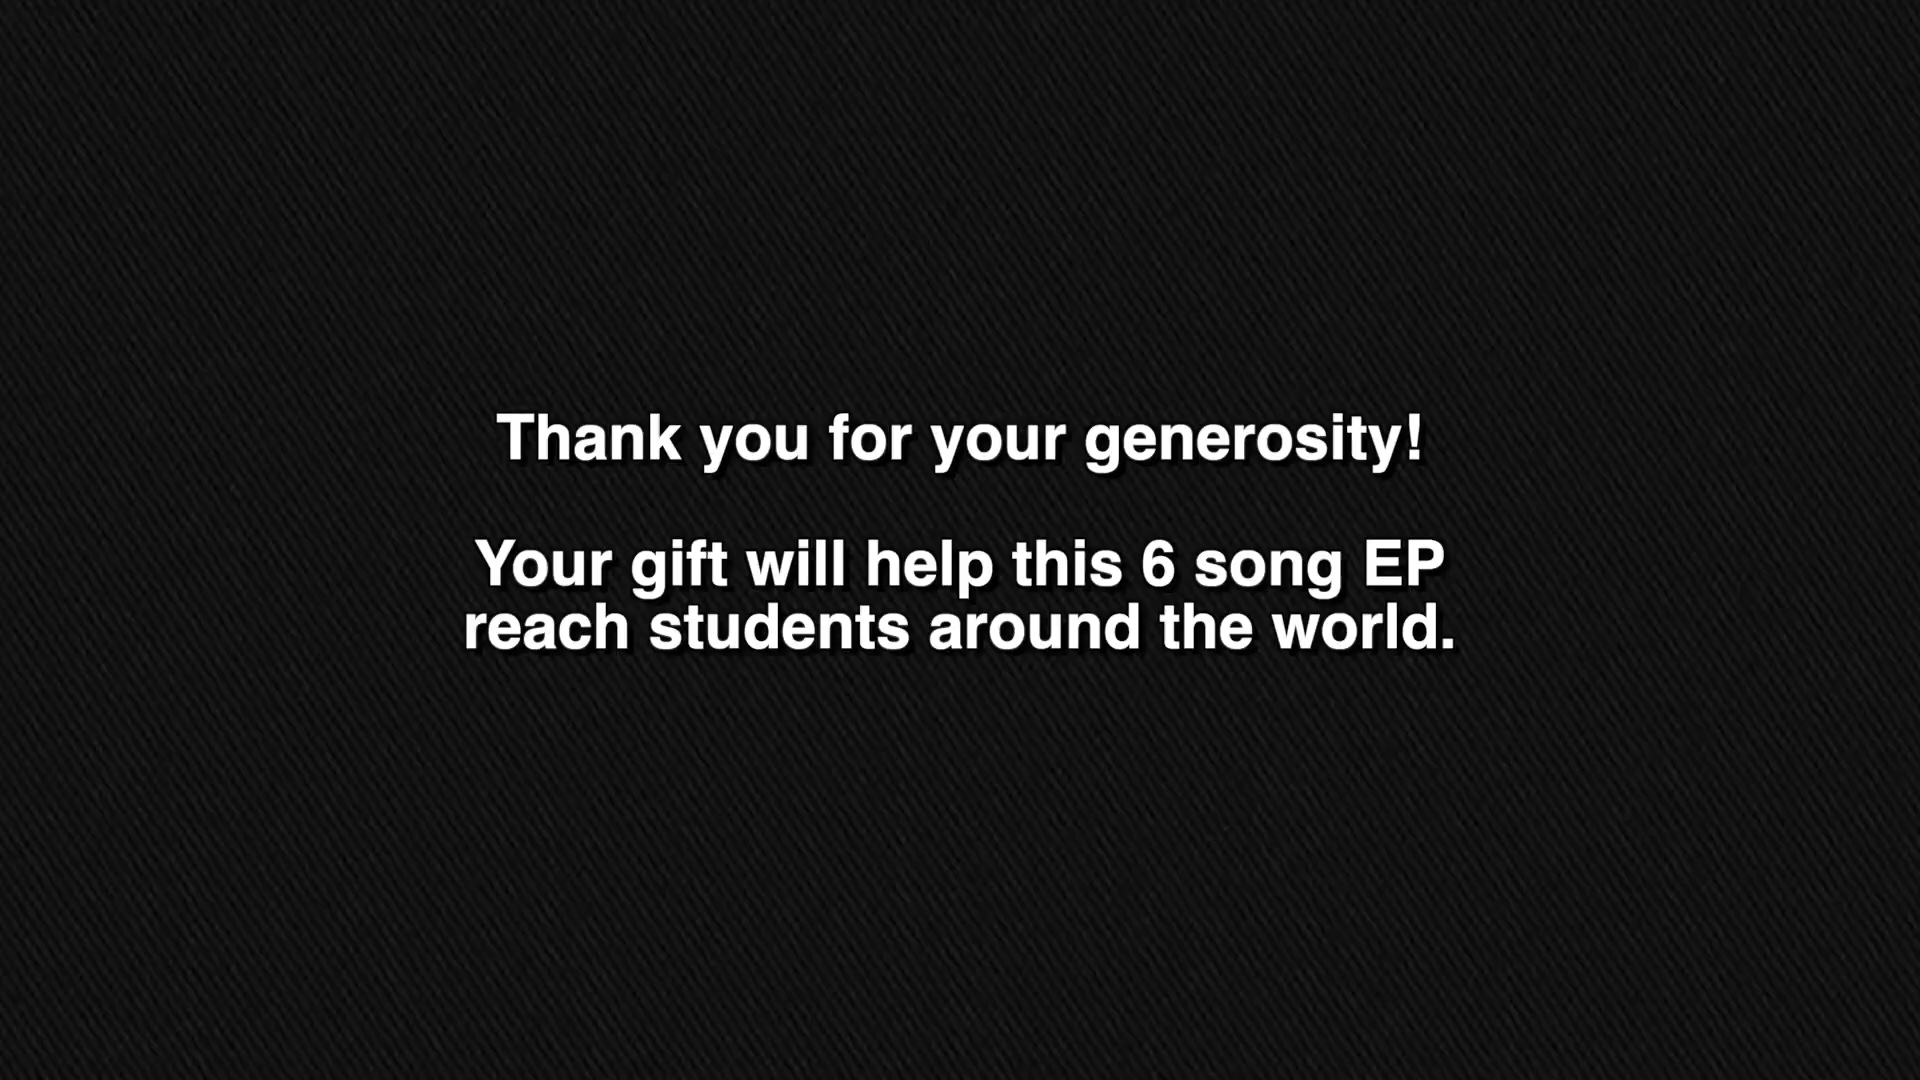 Thank you for your generosity!
Your gift will help this 6 song EP
reach students around the world.